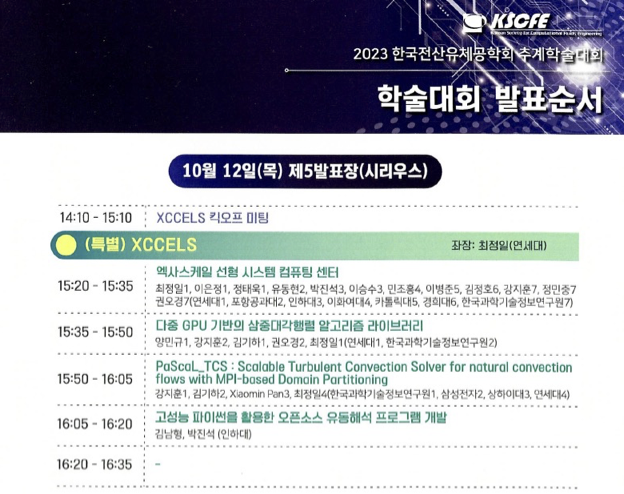 KSCFE
Korean Society for Computational Fluids Engineering
2023 한국전산유체공학회 추계학술대회
학술대회 발표순서
10월 12일(목) 제5발표장(시리우스)
14:10 - 15:10 XCCELS 킥오프 미팅
(특별) XCCELS 좌장: 최정일(연세대)
15:20 - 15:35 엑사스케일 선형 시스템 컴퓨팅 센터
최정일1, 이은정1, 정태욱1, 유동현2, 박진석3, 이승수3, 민조홍4, 이병준5, 김정호6, 강지훈7, 정민중7
권오경7(연세대1, 포항공과대2, 인하대3, 이화여대4, 카톨릭대5, 경희대6, 한국과학기술정보연구원7)
15:35 - 15:50 다중 GPU 기반의 삼중대각행렬 알고리즘 라이브러리
양민규1, 강지훈2, 김기하1, 권오경2, 최정일1(연세대1, 한국과학기술정보연구원2)
15:50 - 16:05 PaScaL_TCS : Scalable Turbulent Convection Solver for natural convection
flows with MPI-based Domain Partitioning
강지훈1, 김기하2, Xiaomin Pan3, 최정일4(한국과학기술정보연구원1, 삼성전자2, 상하이대3, 연세대4)
16:05 - 16:20 고성능 파이썬을 활용한 오픈소스 유동해석 프로그램 개발
김남형, 박진석 (인하대)
16:20 - 16:35 -